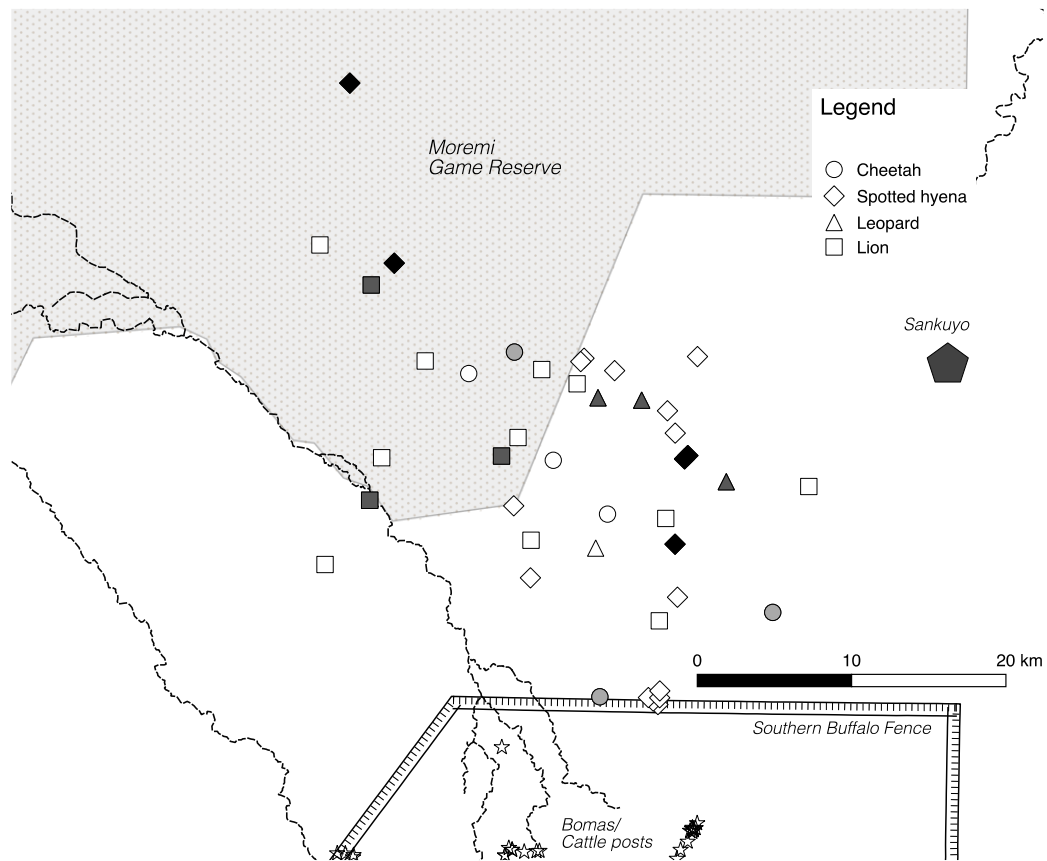 Legend
Moremi
Game Reserve
Cheetah
Spotted hyena
Leopard
Lion
Sankuyo
0 10 20 km
Southern Buffalo Fence
Bomas/
Cattle posts